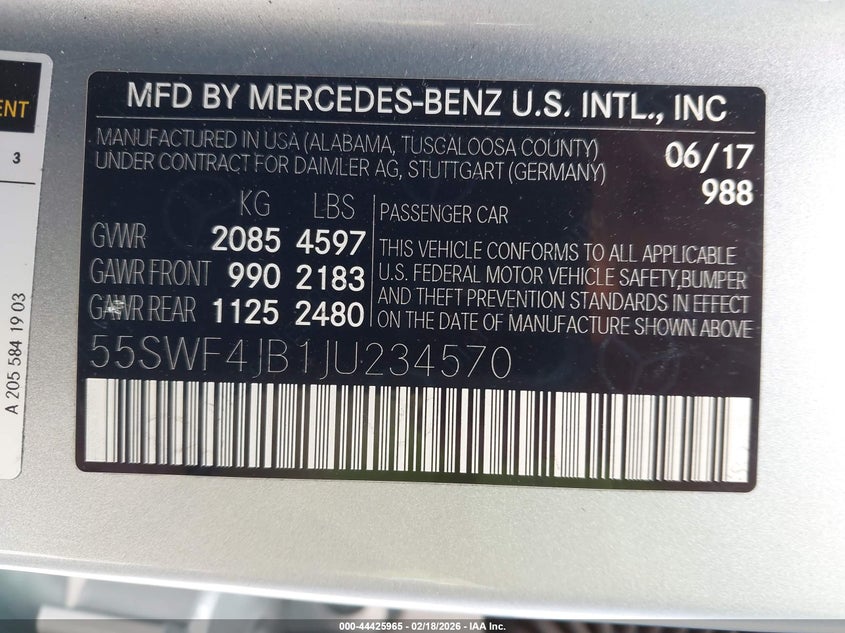 ENT
3
A 205 584 19 03
MFD BY MERCEDES-BENZ U.S. INTL., INC
MANUFACTURED IN USA (ALABAMA, TUSCALOOSA COUNTY)
UNDER CONTRACT FOR DAIMLER AG, STUTTGART (GERMANY)
06/17
988
KG LBS
GVWR 2085 4597
GAWR FRONT 990 2183
GAWR REAR 1125 2480
PASSENGER CAR
THIS VEHICLE CONFORMS TO ALL APPLICABLE
U.S. FEDERAL MOTOR VEHICLE SAFETY,BUMPER
AND THEFT PREVENTION STANDARDS IN EFFECT
ON THE DATE OF MANUFACTURE SHOWN ABOVE
55SWF4JB1JU234570
000-44425965 - 02/18/2026 - IAA Inc.